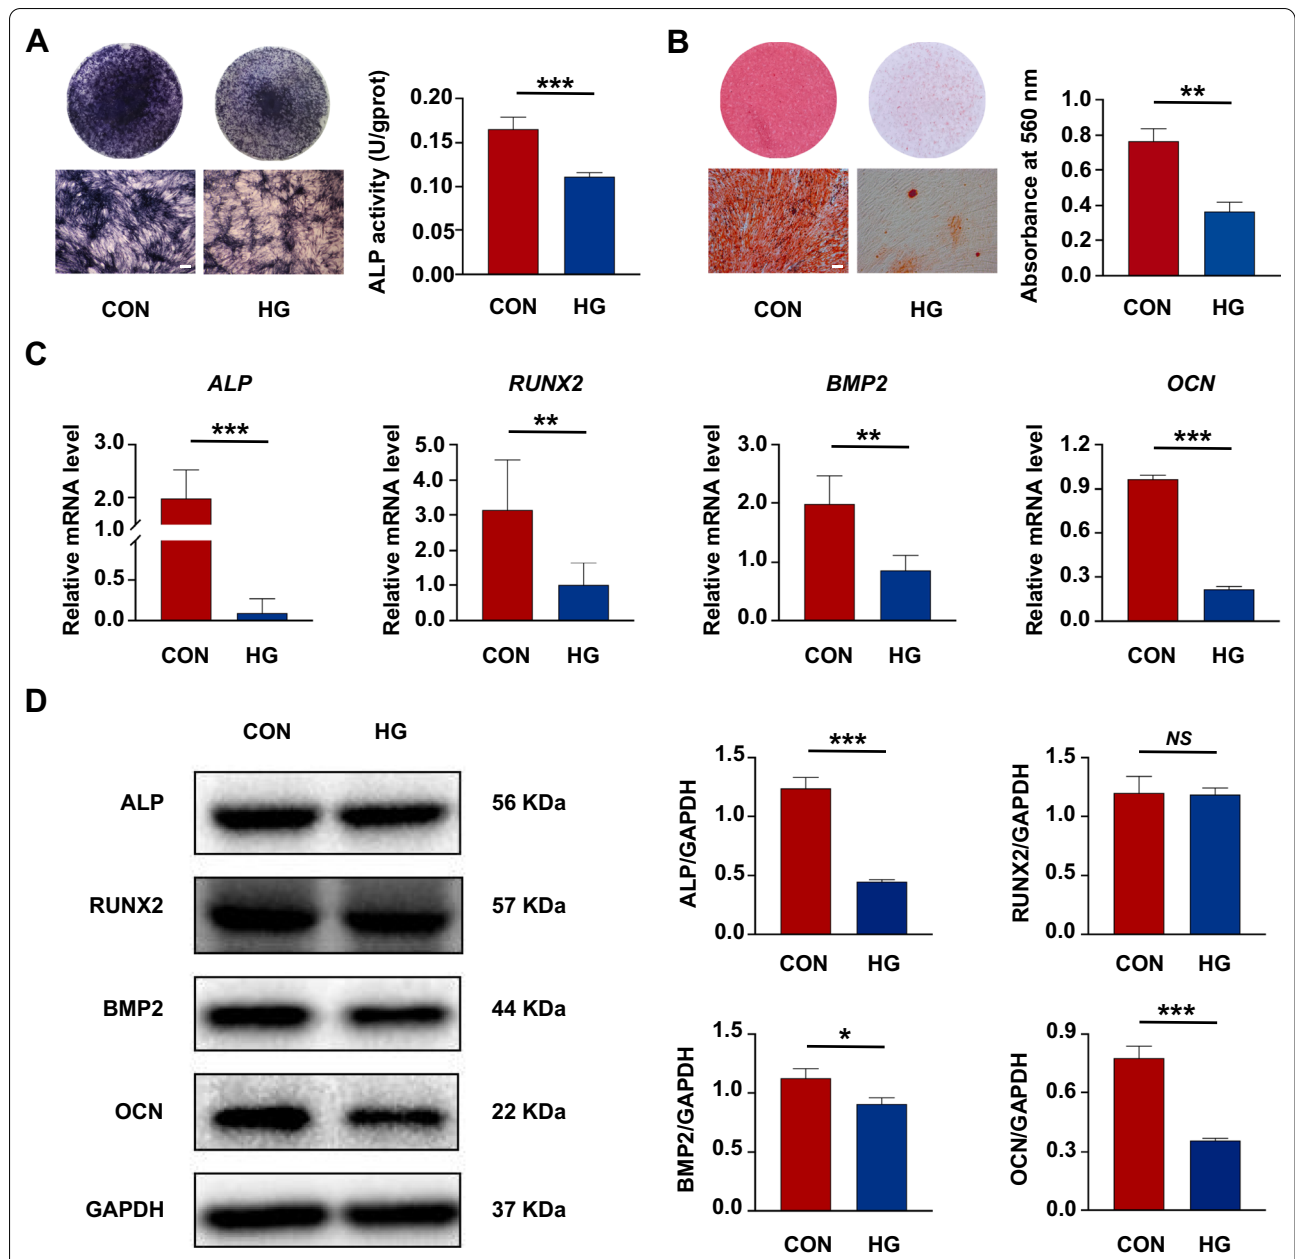 A
ALP activity (U/gprot)
0.20
0.15
0.10
0.05
0.00
***
CON HG
CON HG
B
Absorbance at 560 nm
1.0
0.8
0.6
0.4
0.2
0.0
**
CON HG
CON HG
C
ALP
Relative mRNA level
3.0
2.0
1.0
0.5
0.0
***
CON HG
RUNX2
Relative mRNA level
5.0
4.0
3.0
2.0
1.0
0.0
**
CON HG
BMP2
Relative mRNA level
3.0
2.0
1.0
0.0
**
CON HG
OCN
Relative mRNA level
1.2
0.9
0.6
0.3
0.0
***
CON HG
D
CON HG
ALP 56 KDa
RUNX2 57 KDa
BMP2 44 KDa
OCN 22 KDa
GAPDH 37 KDa
ALP/GAPDH
1.5
1.0
0.5
0.0
***
CON HG
RUNX2/GAPDH
1.5
1.0
0.5
0.0
NS
CON HG
BMP2/GAPDH
1.5
1.0
0.5
0.0
*
CON HG
OCN/GAPDH
0.9
0.6
0.3
0.0
***
CON HG